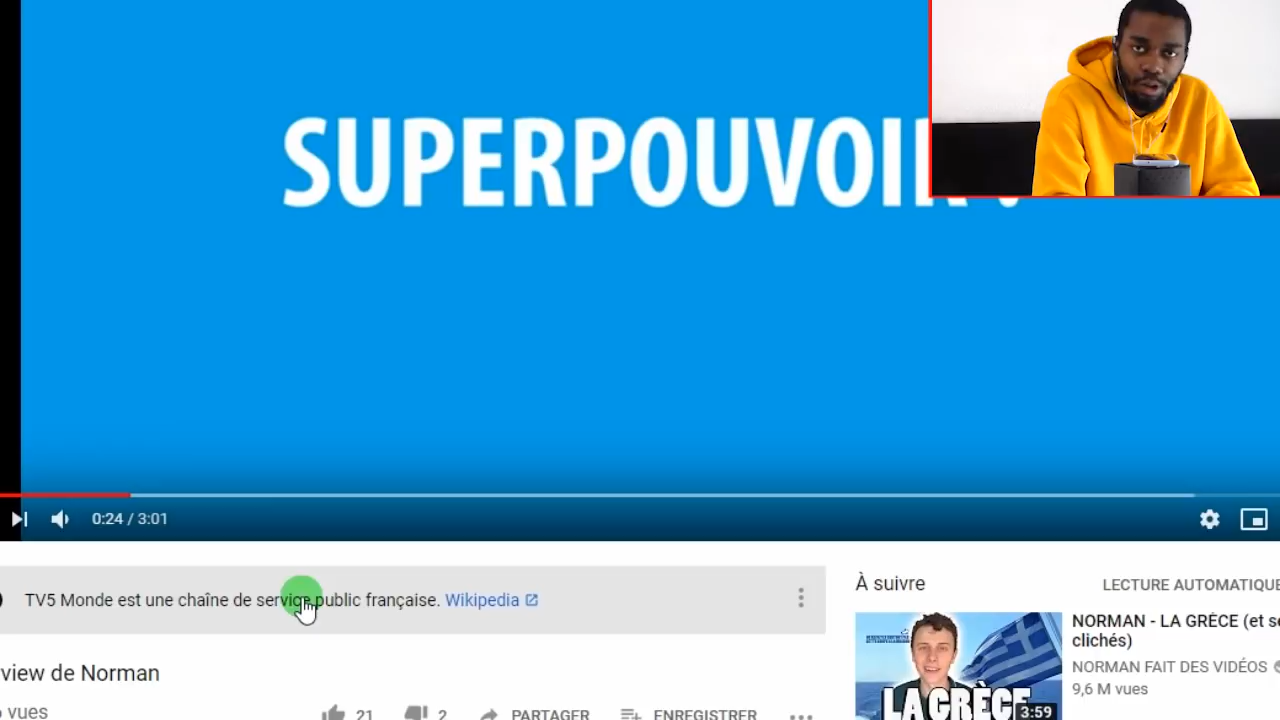 SUPERPOUVOIR ?
0:24 / 3:01
TV5 Monde est une chaîne de service public française. Wikipedia
view de Norman
vues
21
2
PARTAGER
ENREGISTRER
À suivre
LECTURE AUTOMATIQUE
NORMAN - LA GRÈCE (et se
clichés)
NORMAN FAIT DES VIDÉOS
9,6 M vues
LA GRÈCE
3:59